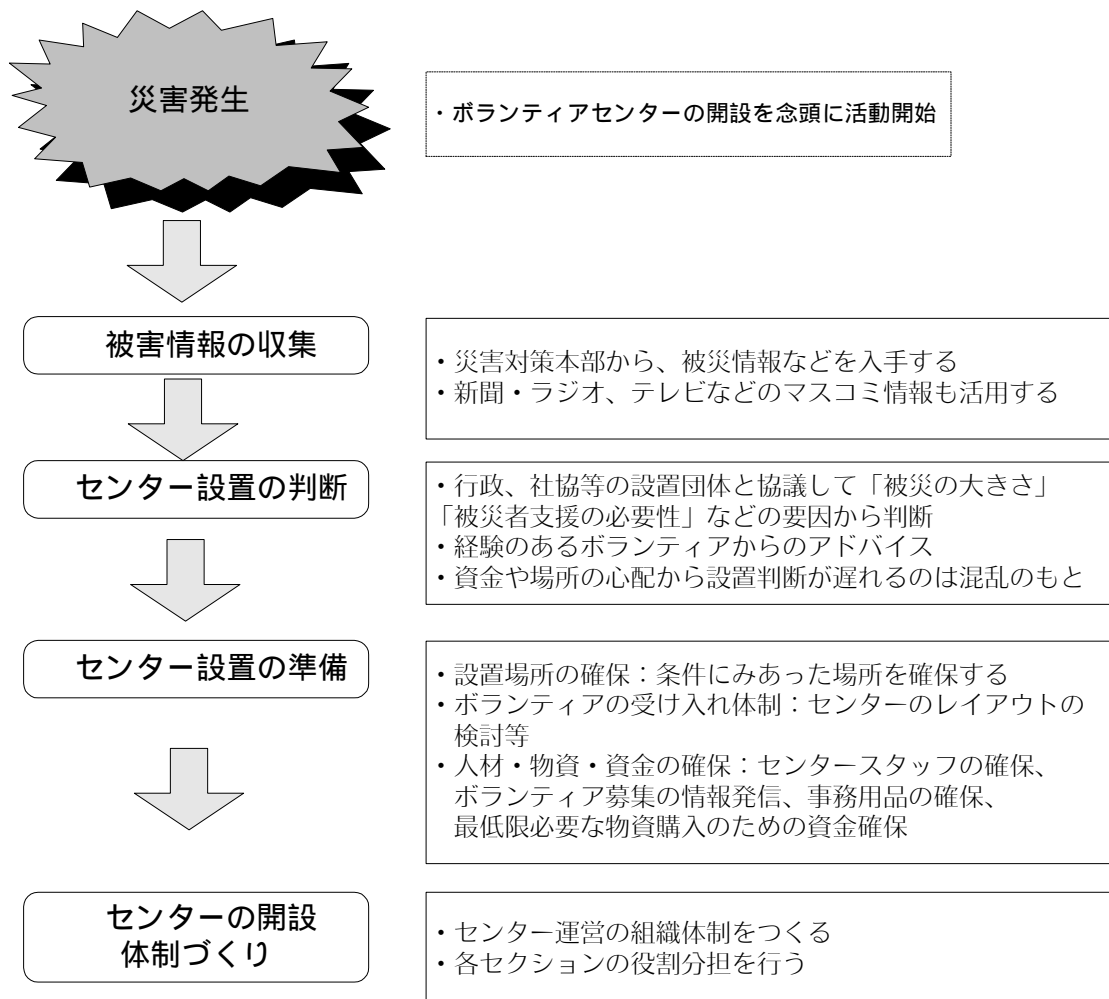 災害発生
・ボランティアセンターの開設を念頭に活動開始
被害情報の収集
・災害対策本部から、被災情報などを入手する
・新聞・ラジオ、テレビなどのマスコミ情報も活用する
センター設置の判断
・行政、社協等の設置団体と協議して「被災の大きさ」
「被災者支援の必要性」などの要因から判断
・経験のあるボランティアからのアドバイス
・資金や場所の心配から設置判断が遅れるのは混乱のもと
センター設置の準備
・設置場所の確保：条件にみあった場所を確保する
・ボランティアの受け入れ体制：センターのレイアウトの
検討等
・人材・物資・資金の確保：センタースタッフの確保、
ボランティア募集の情報発信、事務用品の確保、
最低限必要な物資購入のための資金確保
センターの開設
体制づくり
・センター運営の組織体制をつくる
・各セクションの役割分担を行う